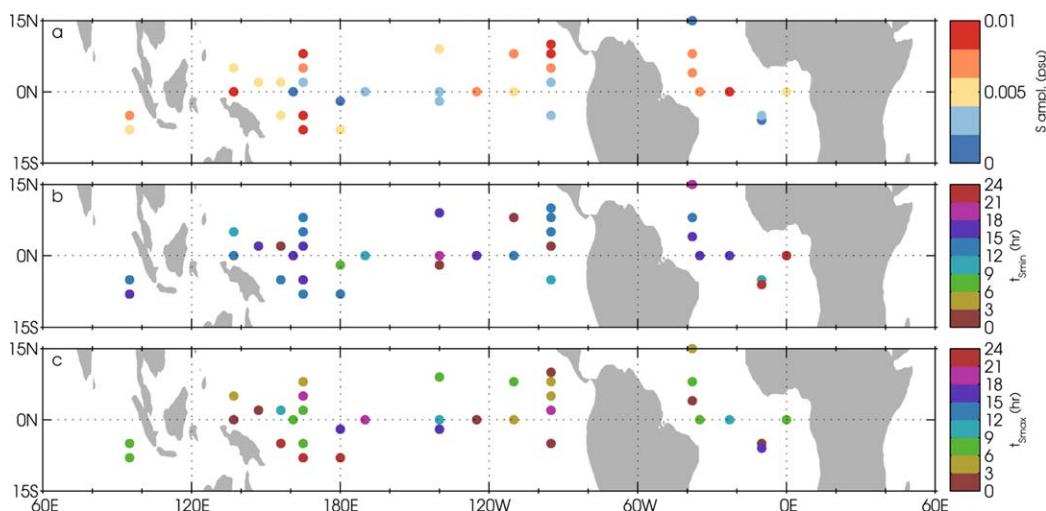 15N
a
0N
15S
0.01
0.005
0
S ampl. (psu)
15N
b
0N
15S
24
21
18
15
12
9
6
3
0
tSmin (hr)
15N
c
0N
15S
24
21
18
15
12
9
6
3
0
tSmax (hr)
60E 120E 180E 120W 60W 0E 60E